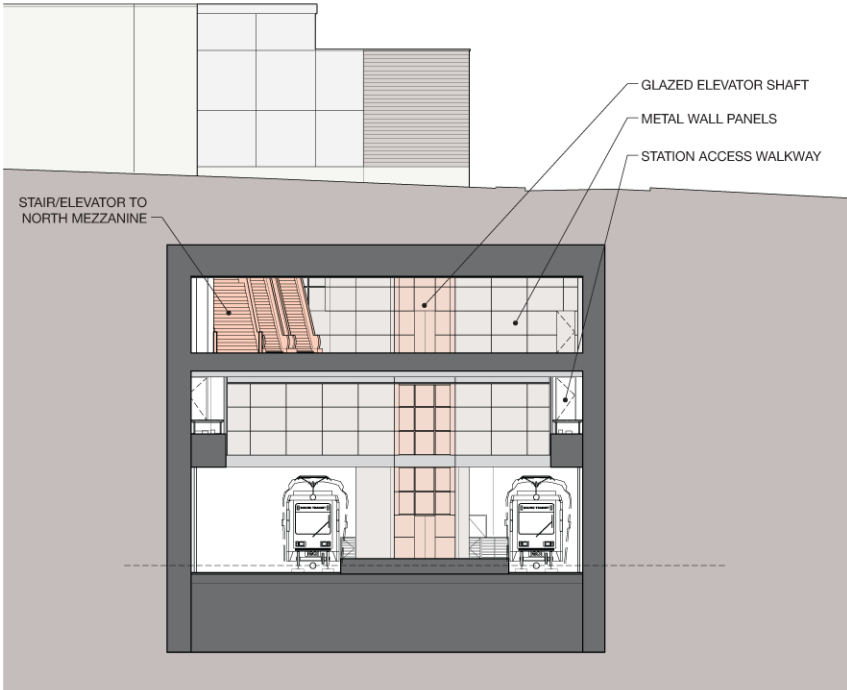 GLAZED ELEVATOR SHAFT
METAL WALL PANELS
STATION ACCESS WALKWAY
STAIR/ELEVATOR TO
NORTH MEZZANINE